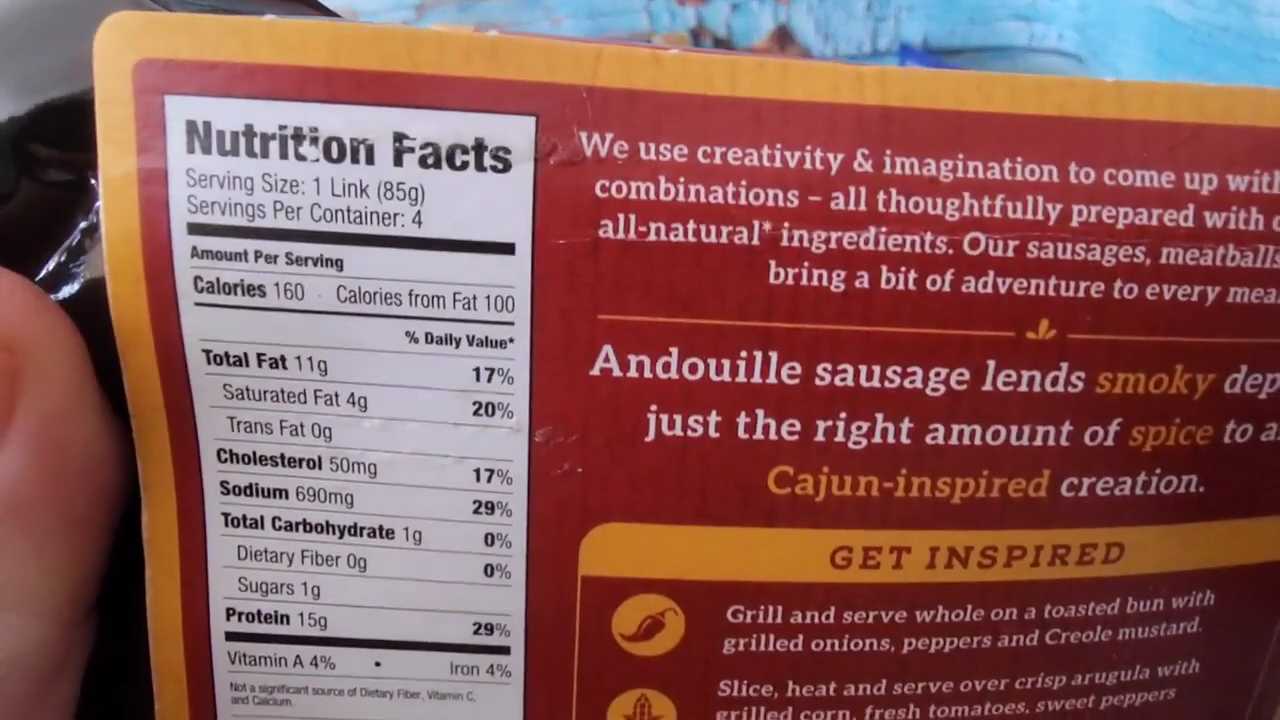 Nutrition Facts
Serving Size: 1 Link (85g)
Servings Per Container: 4
Amount Per Serving
Calories 160 · Calories from Fat 100
% Daily Value*
Total Fat 11g 17%
Saturated Fat 4g 20%
Trans Fat 0g
Cholesterol 50mg 17%
Sodium 690mg 29%
Total Carbohydrate 1g 0%
Dietary Fiber 0g 0%
Sugars 1g
Protein 15g 29%
Vitamin A 4% • Iron 4%
Not a significant source of Dietary Fiber, Vitamin C,
and Calcium.
We use creativity & imagination to come up
combinations – all thoughtfully prepared with
all-natural* ingredients. Our sausages, meatballs
bring a bit of adventure to every
Andouille sausage lends smoky
just the right amount of spice to
Cajun-inspired creation.
GET INSPIRED
Grill and serve whole on a toasted bun with
grilled onions, peppers and Creole mustard.
Slice, heat and serve over crisp arugula with
grilled corn, fresh tomatoes, sweet peppers